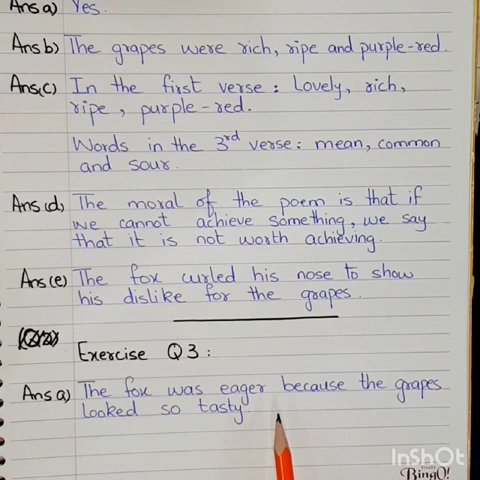 Ans a) Yes.
Ans b) The grapes were rich, ripe and purple-red.
Ans(c) In the first verse: Lovely, rich,
ripe, purple-red.
Words in the 3rd verse: mean, common
and sour.
Ans(d) The moral of the poem is that if
we cannot achieve something, we say
that it is not worth achieving.
Ans(e) The fox curled his nose to show
his dislike for the grapes.
Exercise Q3:
Ans a) The fox was eager because the grapes
looked so tasty.
InShOt
BingO!